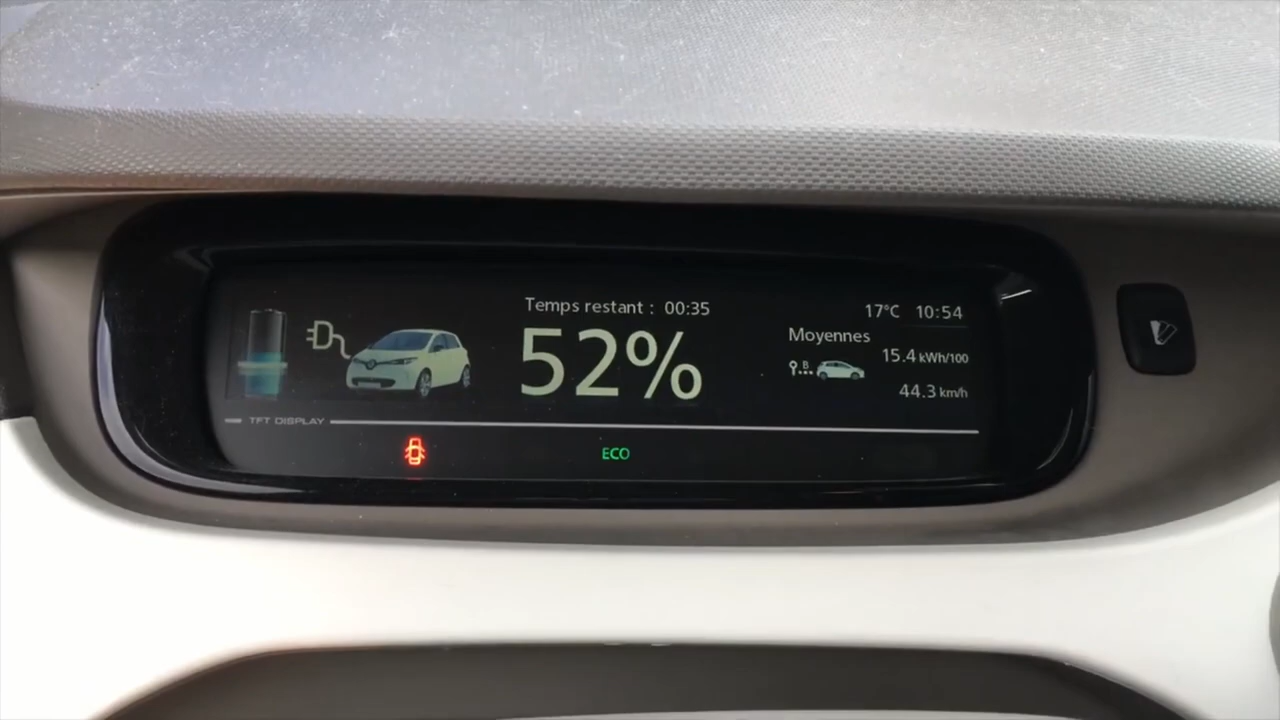 Temps restant : 00:35
52%
17°C 10:54
Moyennes
15.4 kWh/100
B
44.3 km/h
TFT DISPLAY
ECO